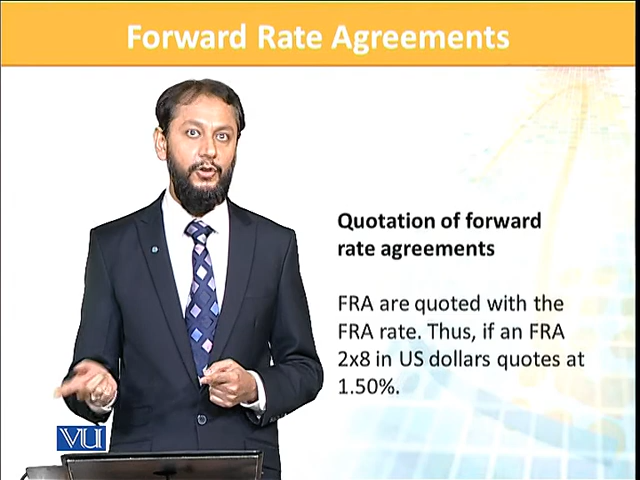 Forward Rate Agreements
Quotation of forward
rate agreements
FRA are quoted with the
FRA rate. Thus, if an FRA
2x8 in US dollars quotes at
1.50%.
VU